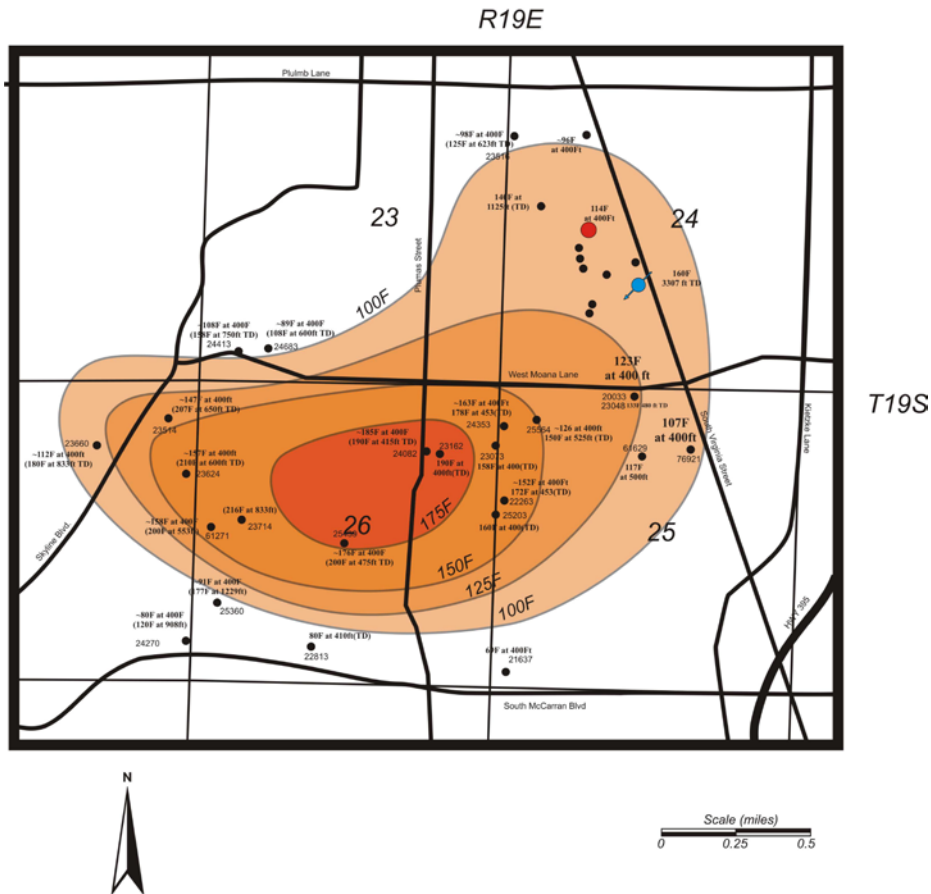 R19E
Plulmb Lane
~98F at 400F
(125F at 623ft TD)
23516
~96F
at 400Ft
140F at
1125ft (TD)
114F
at 400Ft
23
24
160F
3307 ft TD
Plumas Street
100F
~108F at 400F
(158F at 750ft TD)
24413
~89F at 400F
(108F at 600ft TD)
24683
West Moana Lane
123F
at 400 ft
20033
23048
T19S
~147F at 400ft
(207F at 650ft TD)
23514
~163F at 400Ft
178F at 453(TD)
24353
~126 at 400ft
150F at 525ft (TD)
25564
107F
at 400ft
76921
South Virginia Street
Kietzke Lane
23660
~112F at 400ft
(180F at 833ft TD)
~185F at 400F
(190F at 415ft TD)
24082
23162
190F at
400ft(TD)
23073
158F at 400(TD)
61629
117F
at 500ft
~157F at 400ft
(210F at 600ft TD)
23624
~152F at 400Ft
172F at 453(TD)
22263
25203
160F at 400(TD)
(216F at 833ft)
23714
~158F at 400F
(200F at 553ft)
61271
26
175F
25
~176F at 400F
(200F at 475ft TD)
Skyline Blvd.
150F
125F
100F
~91F at 400F
(177F at 1229ft)
25360
~80F at 400F
(120F at 908ft)
24270
80F at 410ft(TD)
22813
at 400Ft
21637
HWY 395
South McCarran Blvd
N
Scale (miles)
0 0.25 0.5